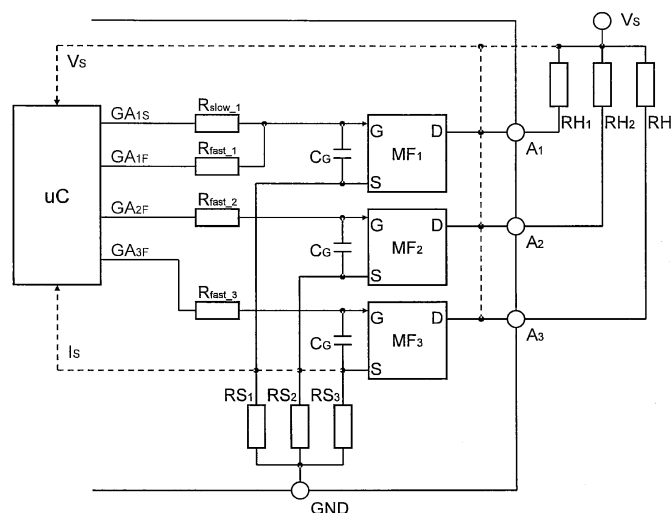 Vs
Vs
GA1S
Rslow_1
GA1F
Rfast_1
uC
CG
G
D
MF1
S
A1
RH1
RH2
RH
GA2F
Rfast_2
CG
G
D
MF2
S
A2
GA3F
Rfast_3
CG
G
D
MF3
S
A3
Is
RS1
RS2
RS3
GND